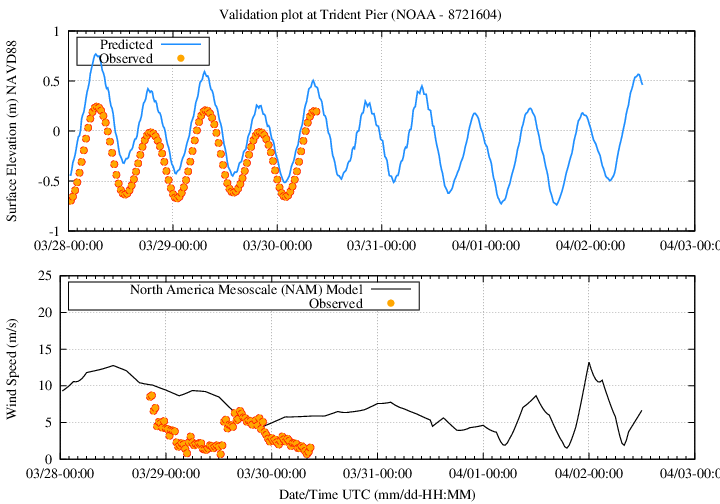 Validation plot at Trident Pier (NOAA - 8721604)
Surface Elevation (m) NAVD88
Predicted
Observed
1
0.5
0
-0.5
-1
03/28-00:00 03/29-00:00 03/30-00:00 03/31-00:00 04/01-00:00 04/02-00:00 04/03-00:00
Wind Speed (m/s)
North America Mesoscale (NAM) Model
Observed
25
20
15
10
5
0
03/28-00:00 03/29-00:00 03/30-00:00 03/31-00:00 04/01-00:00 04/02-00:00 04/03-00:00
Date/Time UTC (mm/dd-HH:MM)